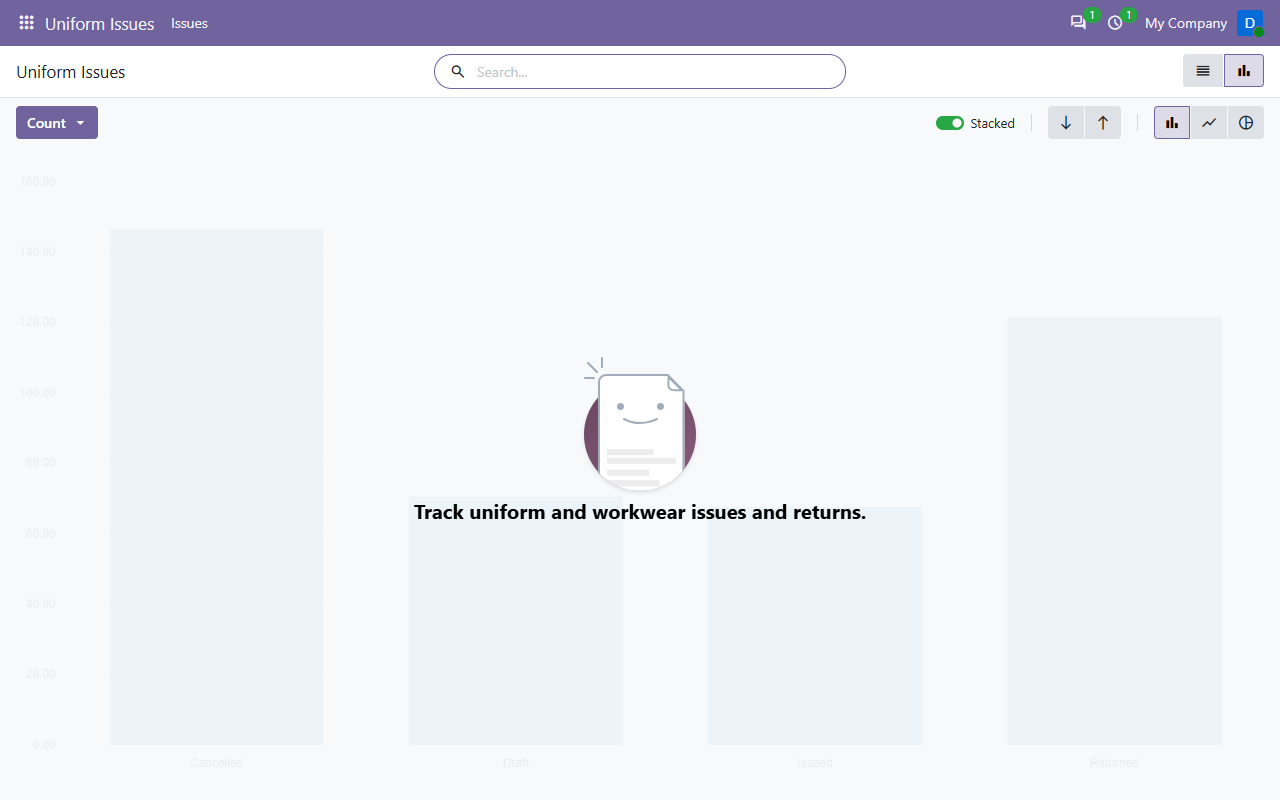 Uniform Issues
Issues
1
1
My Company
D
Uniform Issues
Search...
Count
Stacked
160.00
140.00
120.00
100.00
80.00
60.00
40.00
20.00
0.00
Track uniform and workwear issues and returns.
Cancelled
Draft
Issued
Returned